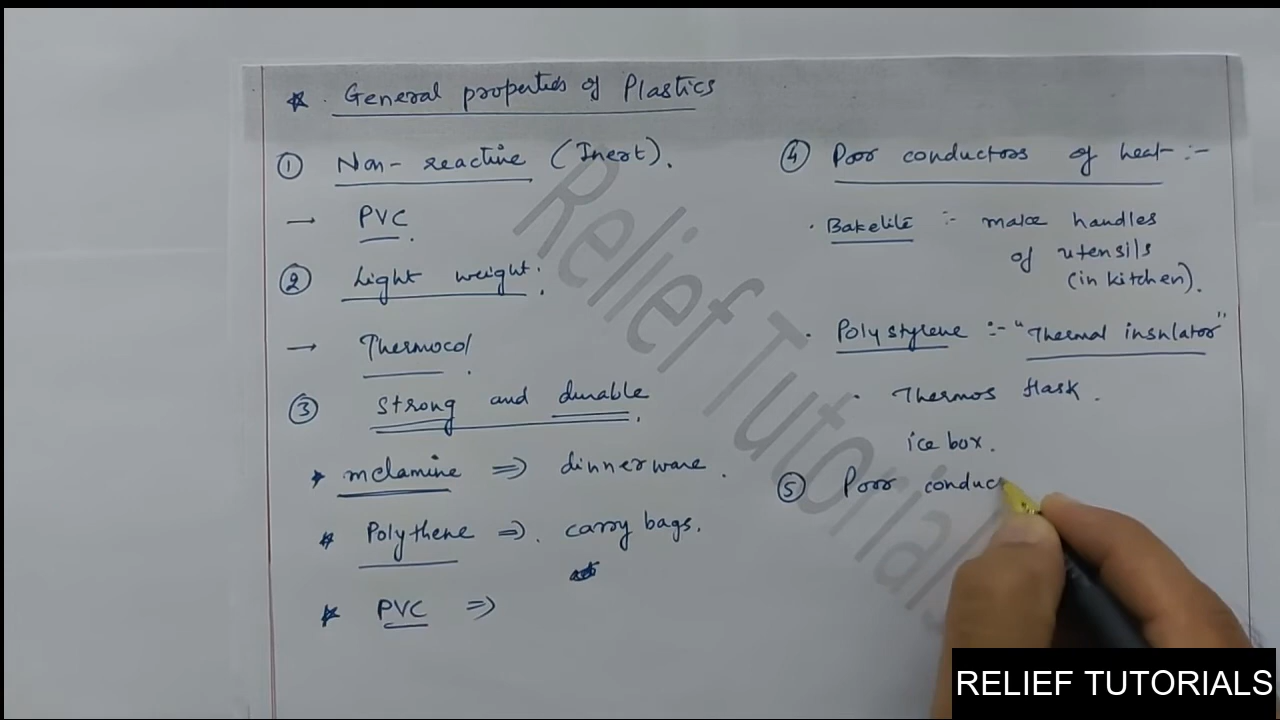 * General properties of Plastics
① Non-reactive (Inert).
→ PVC.
② Light weight:
→ Thermocol.
③ strong and durable.
* melamine => dinnerware.
* Polythene =>. carry bags.
* PVC =>
④ Poor conductors of heat :-
· Bakelite :- make handles
of utensils
(in kitchen).
· Polystyrene :- "Thermal insulator"
· Thermos flask.
ice box.
⑤ Poor conduc
Relief Tutorials
RELIEF TUTORIALS